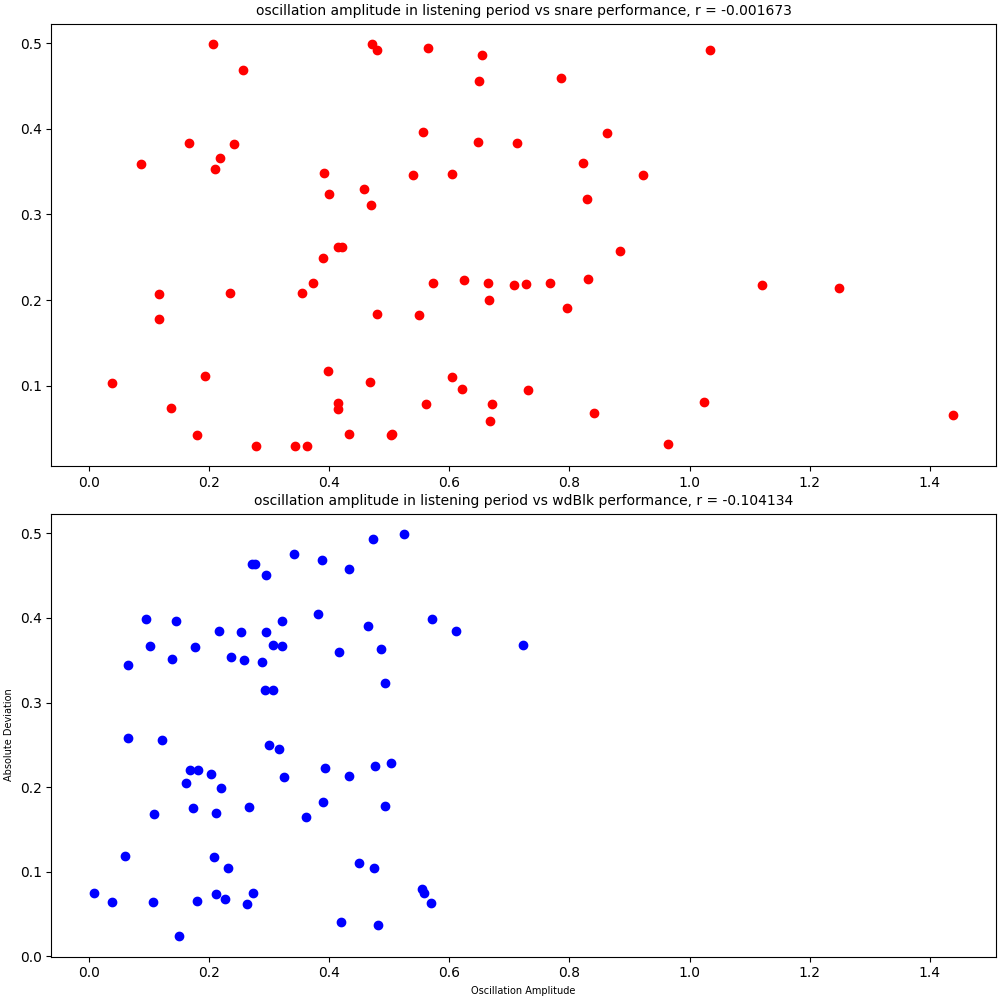 oscillation amplitude in listening period vs snare performance, r = -0.001673
0.5
0.4
0.3
0.2
0.1
0.0 0.2 0.4 0.6 0.8 1.0 1.2 1.4
oscillation amplitude in listening period vs wdBlk performance, r = -0.104134
0.5
0.4
0.3
0.2
0.1
0.0
Absolute Deviation
0.0 0.2 0.4 0.6 0.8 1.0 1.2 1.4
Oscillation Amplitude